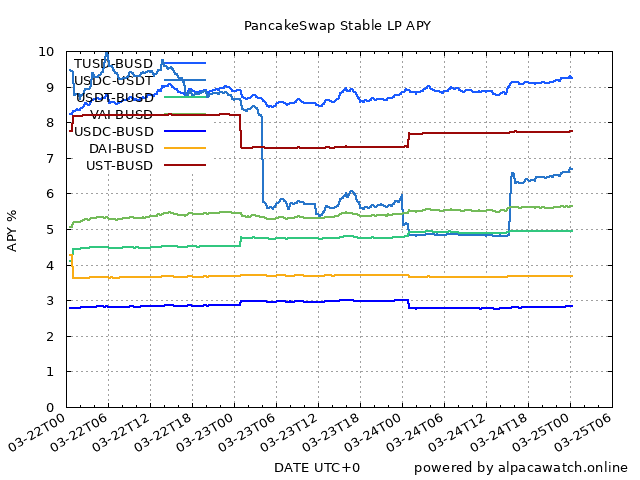 PancakeSwap Stable LP APY
APY %
10
9
8
7
6
5
4
3
2
1
0
TUSD-BUSD
USDC-USDT
USDT-BUSD
VAI-BUSD
USDC-BUSD
DAI-BUSD
UST-BUSD
03-22T00
03-22T06
03-22T12
03-22T18
03-23T00
03-23T06
03-23T12
03-23T18
03-24T00
03-24T06
03-24T12
03-24T18
03-25T00
03-25T06
DATE UTC+0
powered by alpacawatch.online